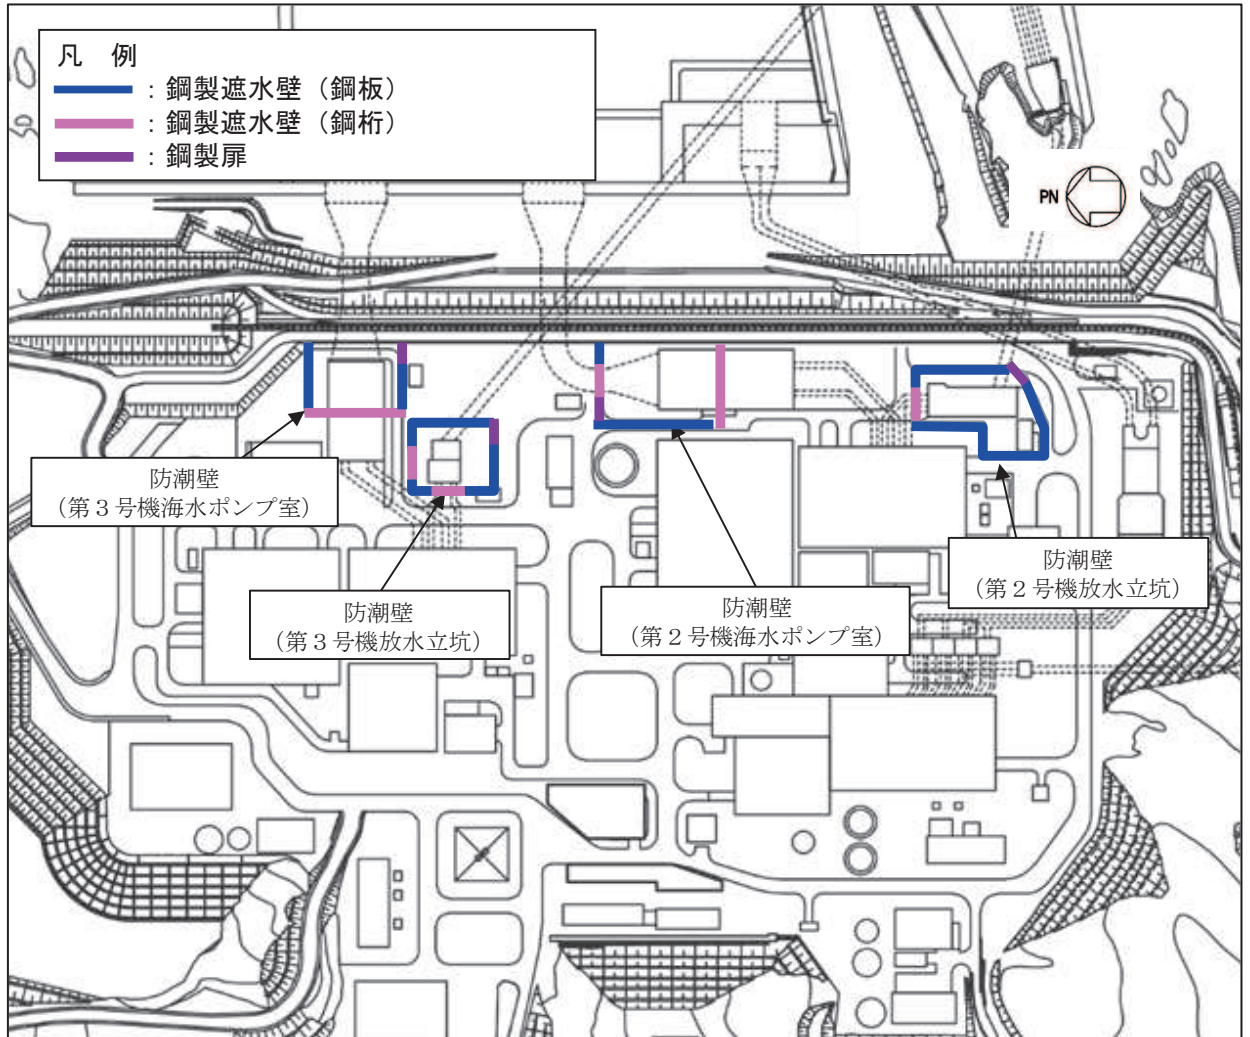 凡　例
：鋼製遮水壁（鋼板）
：鋼製遮水壁（鋼桁）
：鋼製扉
PN
防潮壁
（第３号機海水ポンプ室）
防潮壁
（第３号機放水立坑）
防潮壁
（第２号機海水ポンプ室）
防潮壁
（第２号機放水立坑）